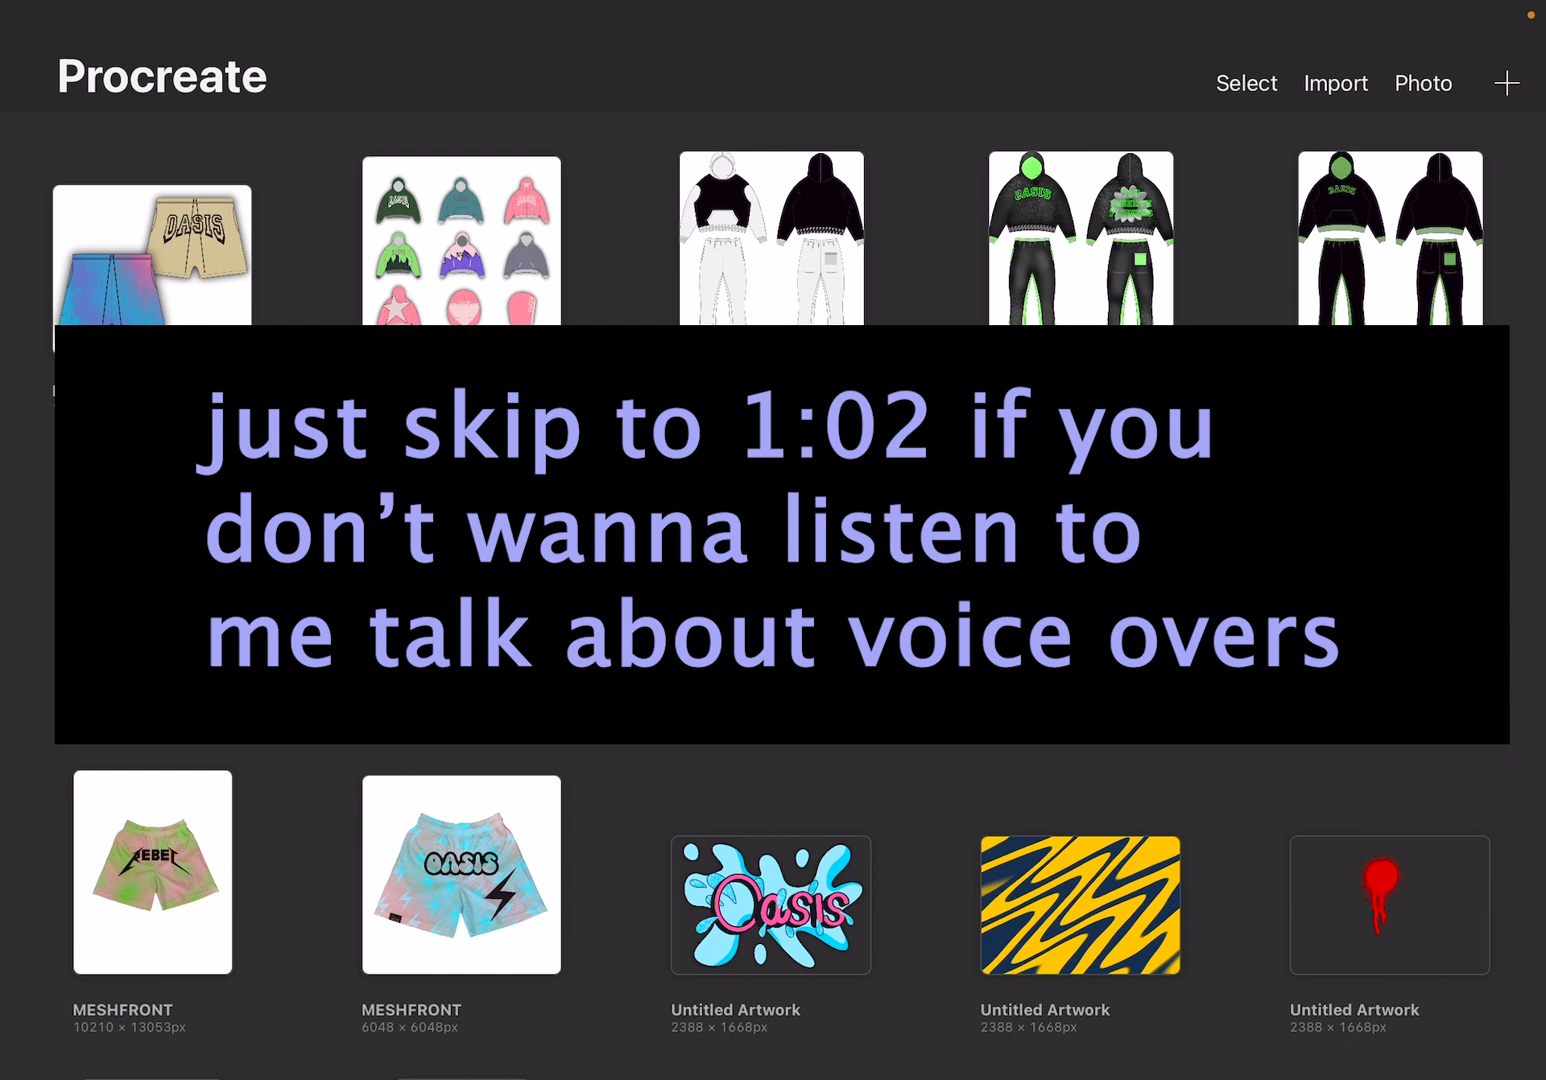 Procreate
Select Import Photo
OASIS
OASIS
OASIS
just skip to 1:02 if you
don’t wanna listen to
me talk about voice overs
REBEL
OASIS
Oasis
MESHFRONT
10210 × 13053px
MESHFRONT
6048 × 6048px
Untitled Artwork
2388 × 1668px
Untitled Artwork
2388 × 1668px
Untitled Artwork
2388 × 1668px